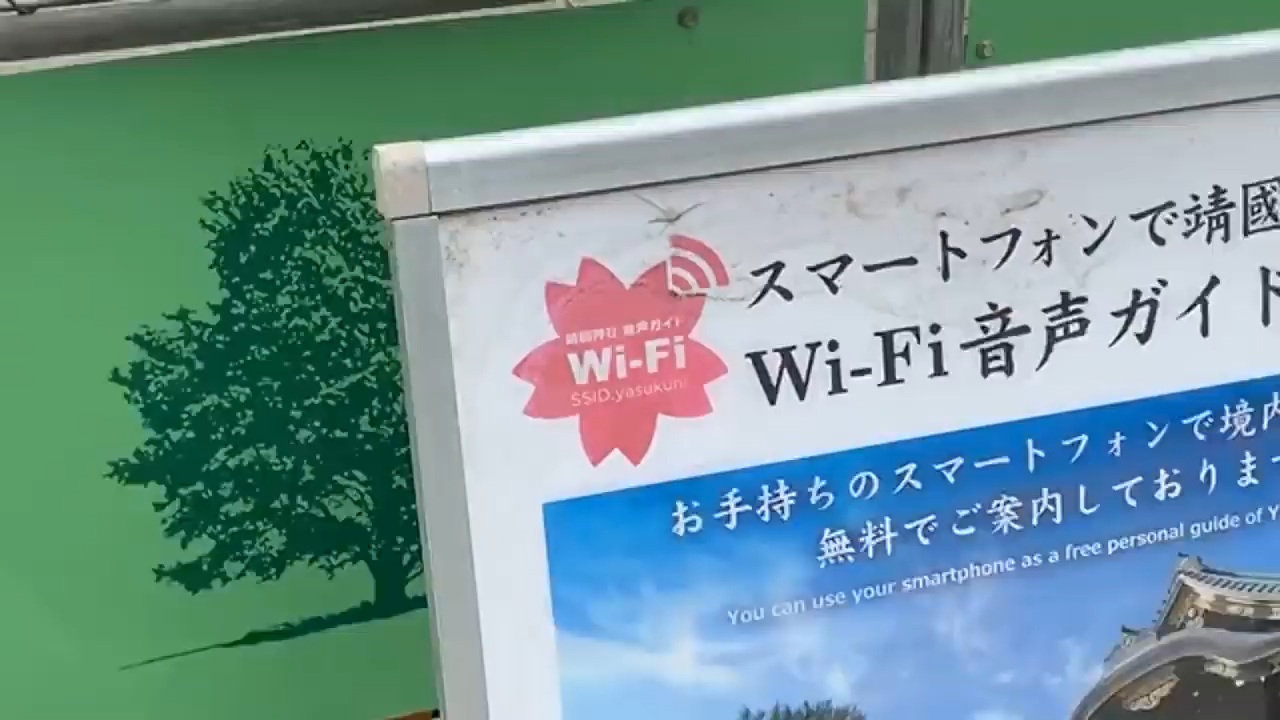 スマートフォンで靖國
Wi-Fi音声ガイド
靖國神社 音声ガイド
Wi-Fi
SSID.yasukuni
お手持ちのスマートフォンで境内
無料でご案内しておりま
You can use your smartphone as a free personal guide of Y